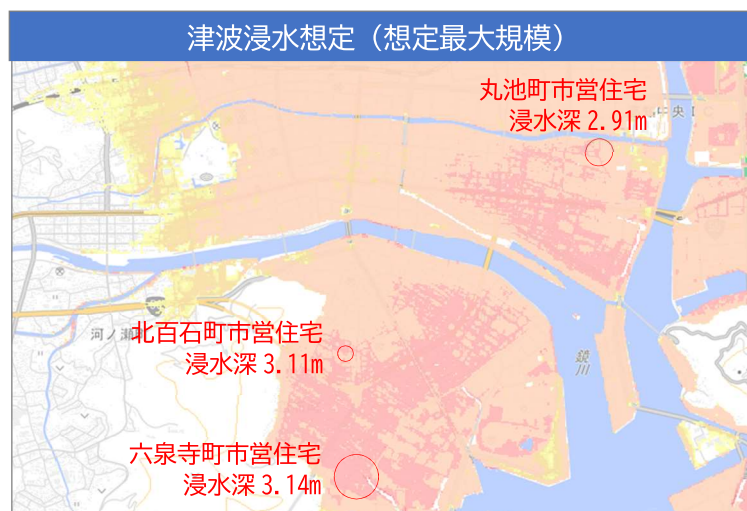 津波浸水想定（想定最大規模）
丸池町市営住宅
浸水深 2.91m
北百石町市営住宅
浸水深 3.11m
鏡川
六泉寺町市営住宅
浸水深 3.14m